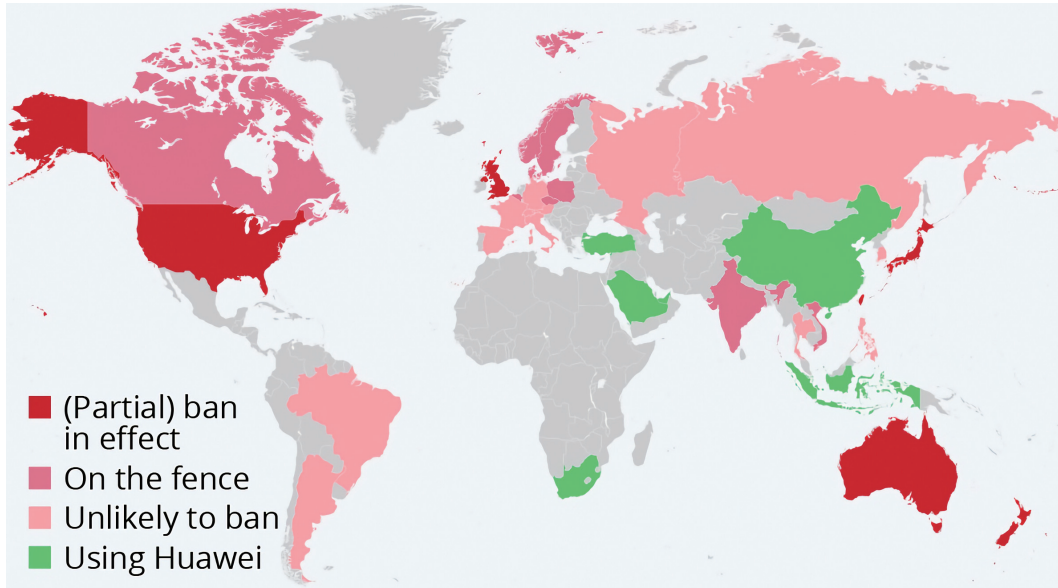 (Partial) ban
in effect
On the fence
Unlikely to ban
Using Huawei